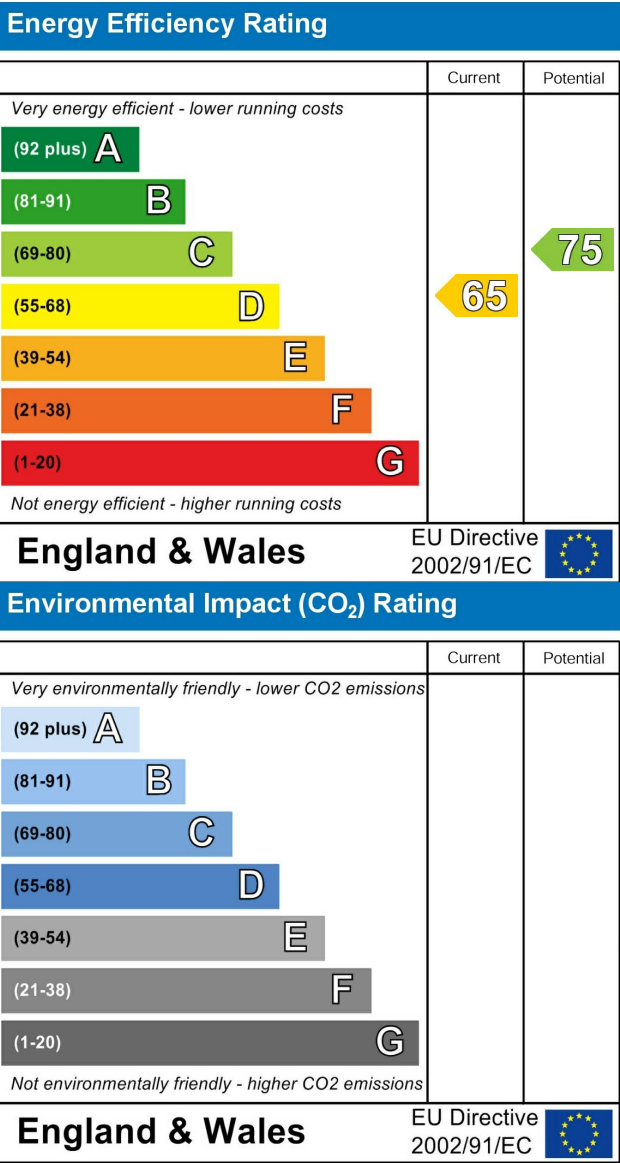 Energy Efficiency Rating
Current Potential
Very energy efficient - lower running costs
(92 plus) A
(81-91) B
(69-80) C
75
(55-68) D
65
(39-54) E
(21-38) F
(1-20) G
Not energy efficient - higher running costs
England & Wales
EU Directive
2002/91/EC
Environmental Impact (CO₂) Rating
Current Potential
Very environmentally friendly - lower CO2 emissions
(92 plus) A
(81-91) B
(69-80) C
(55-68) D
(39-54) E
(21-38) F
(1-20) G
Not environmentally friendly - higher CO2 emissions
England & Wales
EU Directive
2002/91/EC